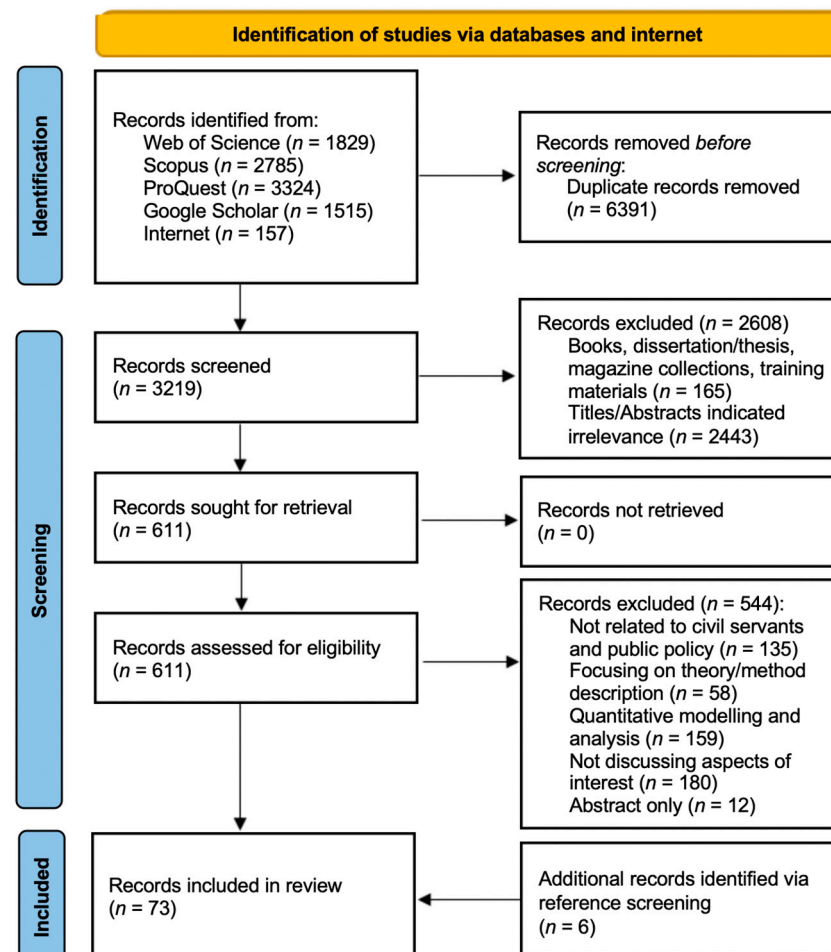 Identification of studies via databases and internet
Identification
Records identified from:
Web of Science (n = 1829)
Scopus (n = 2785)
ProQuest (n = 3324)
Google Scholar (n = 1515)
Internet (n = 157)
Records removed before
screening:
Duplicate records removed
(n = 6391)
Screening
Records screened
(n = 3219)
Records excluded (n = 2608)
Books, dissertation/thesis,
magazine collections, training
materials (n = 165)
Titles/Abstracts indicated
irrelevance (n = 2443)
Records sought for retrieval
(n = 611)
Records not retrieved
(n = 0)
Records assessed for eligibility
(n = 611)
Records excluded (n = 544):
Not related to civil servants
and public policy (n = 135)
Focusing on theory/method
description (n = 58)
Quantitative modelling and
analysis (n = 159)
Not discussing aspects of
interest (n = 180)
Abstract only (n = 12)
Included
Records included in review
(n = 73)
Additional records identified via
reference screening
(n = 6)